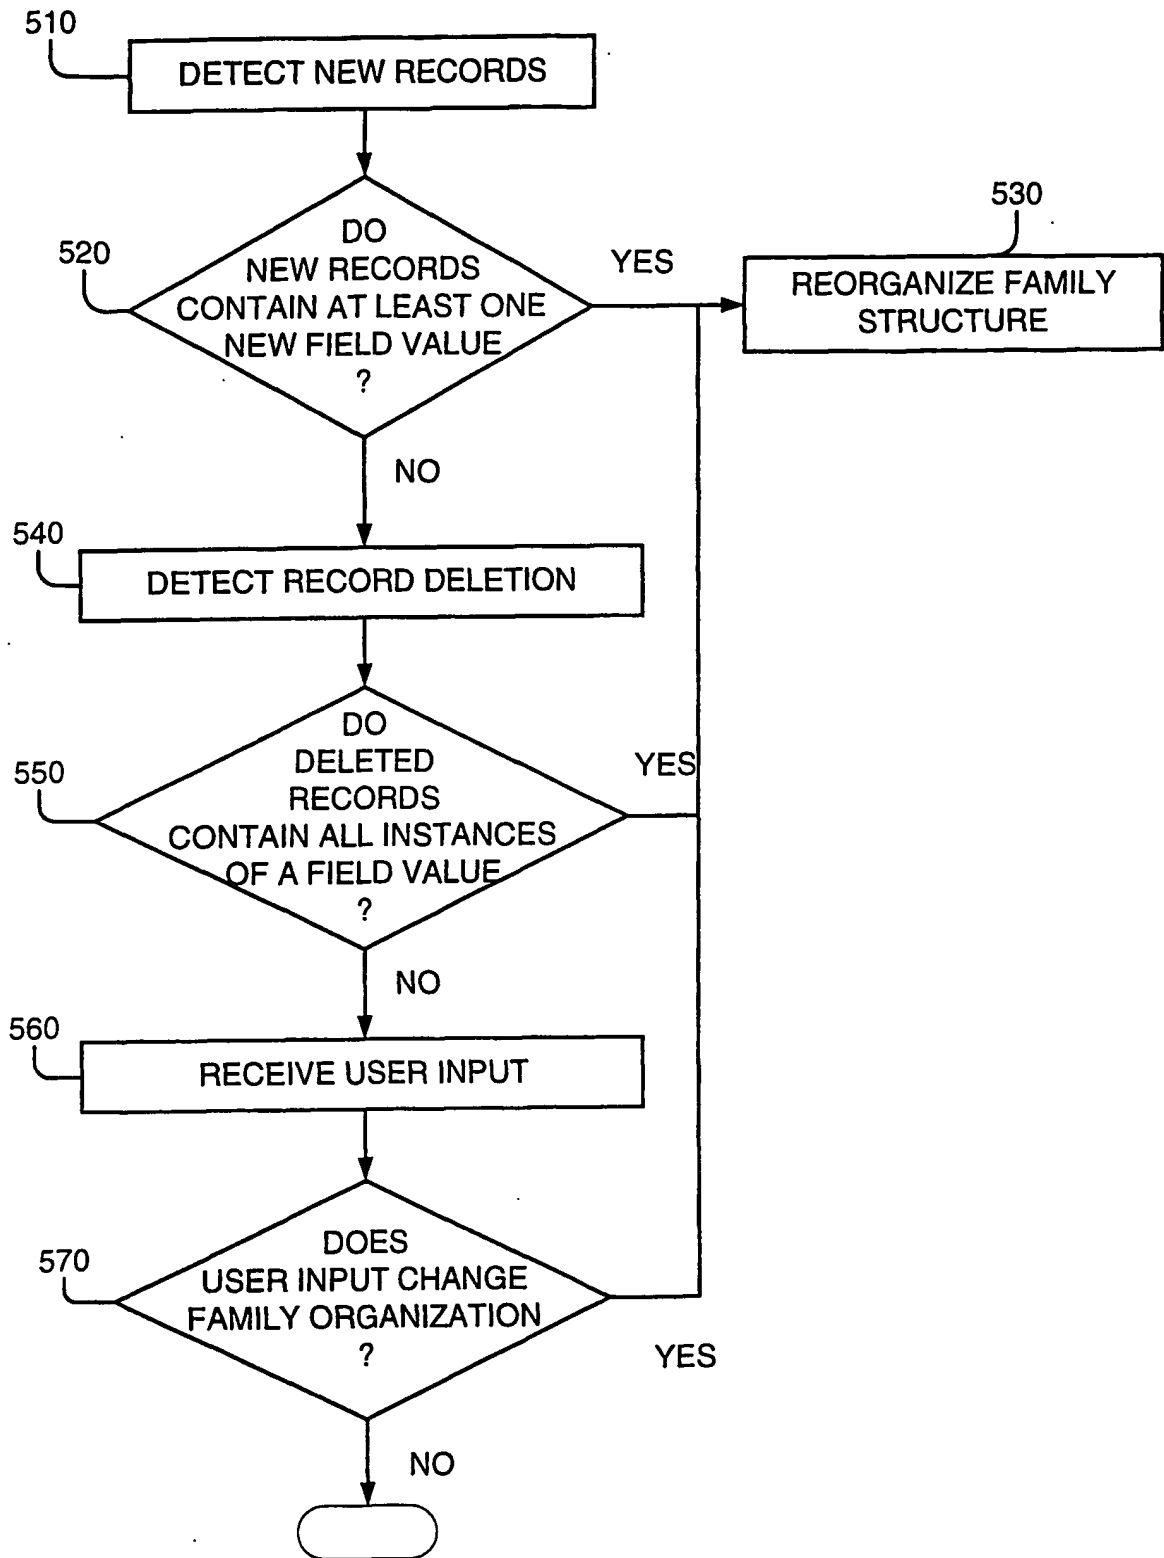 510
DETECT NEW RECORDS
520
DO
NEW RECORDS
CONTAIN AT LEAST ONE
NEW FIELD VALUE
?
YES
530
REORGANIZE FAMILY
STRUCTURE
NO
540
DETECT RECORD DELETION
550
DO
DELETED
RECORDS
CONTAIN ALL INSTANCES
OF A FIELD VALUE
?
YES
NO
560
RECEIVE USER INPUT
570
DOES
USER INPUT CHANGE
FAMILY ORGANIZATION
?
YES
NO